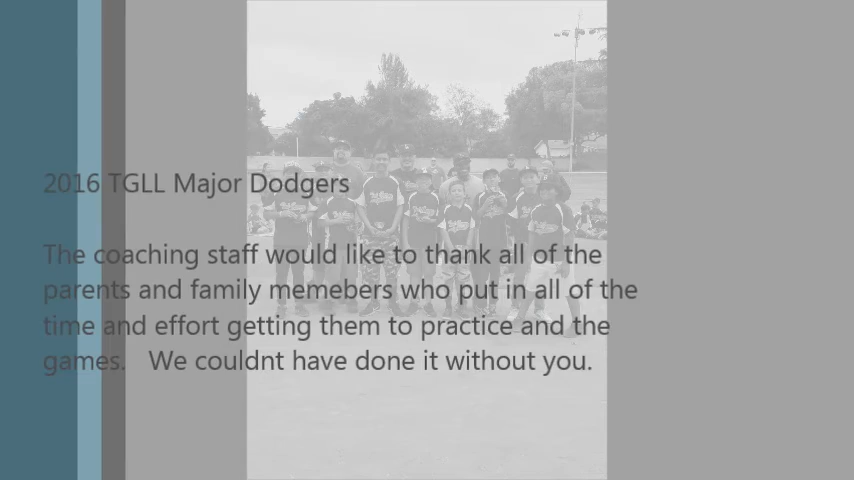 2016 TGLL Major Dodgers
The coaching staff would like to thank all of the
parents and family memebers who put in all of the
time and effort getting them to practice and the
games. We couldnt have done it without you.